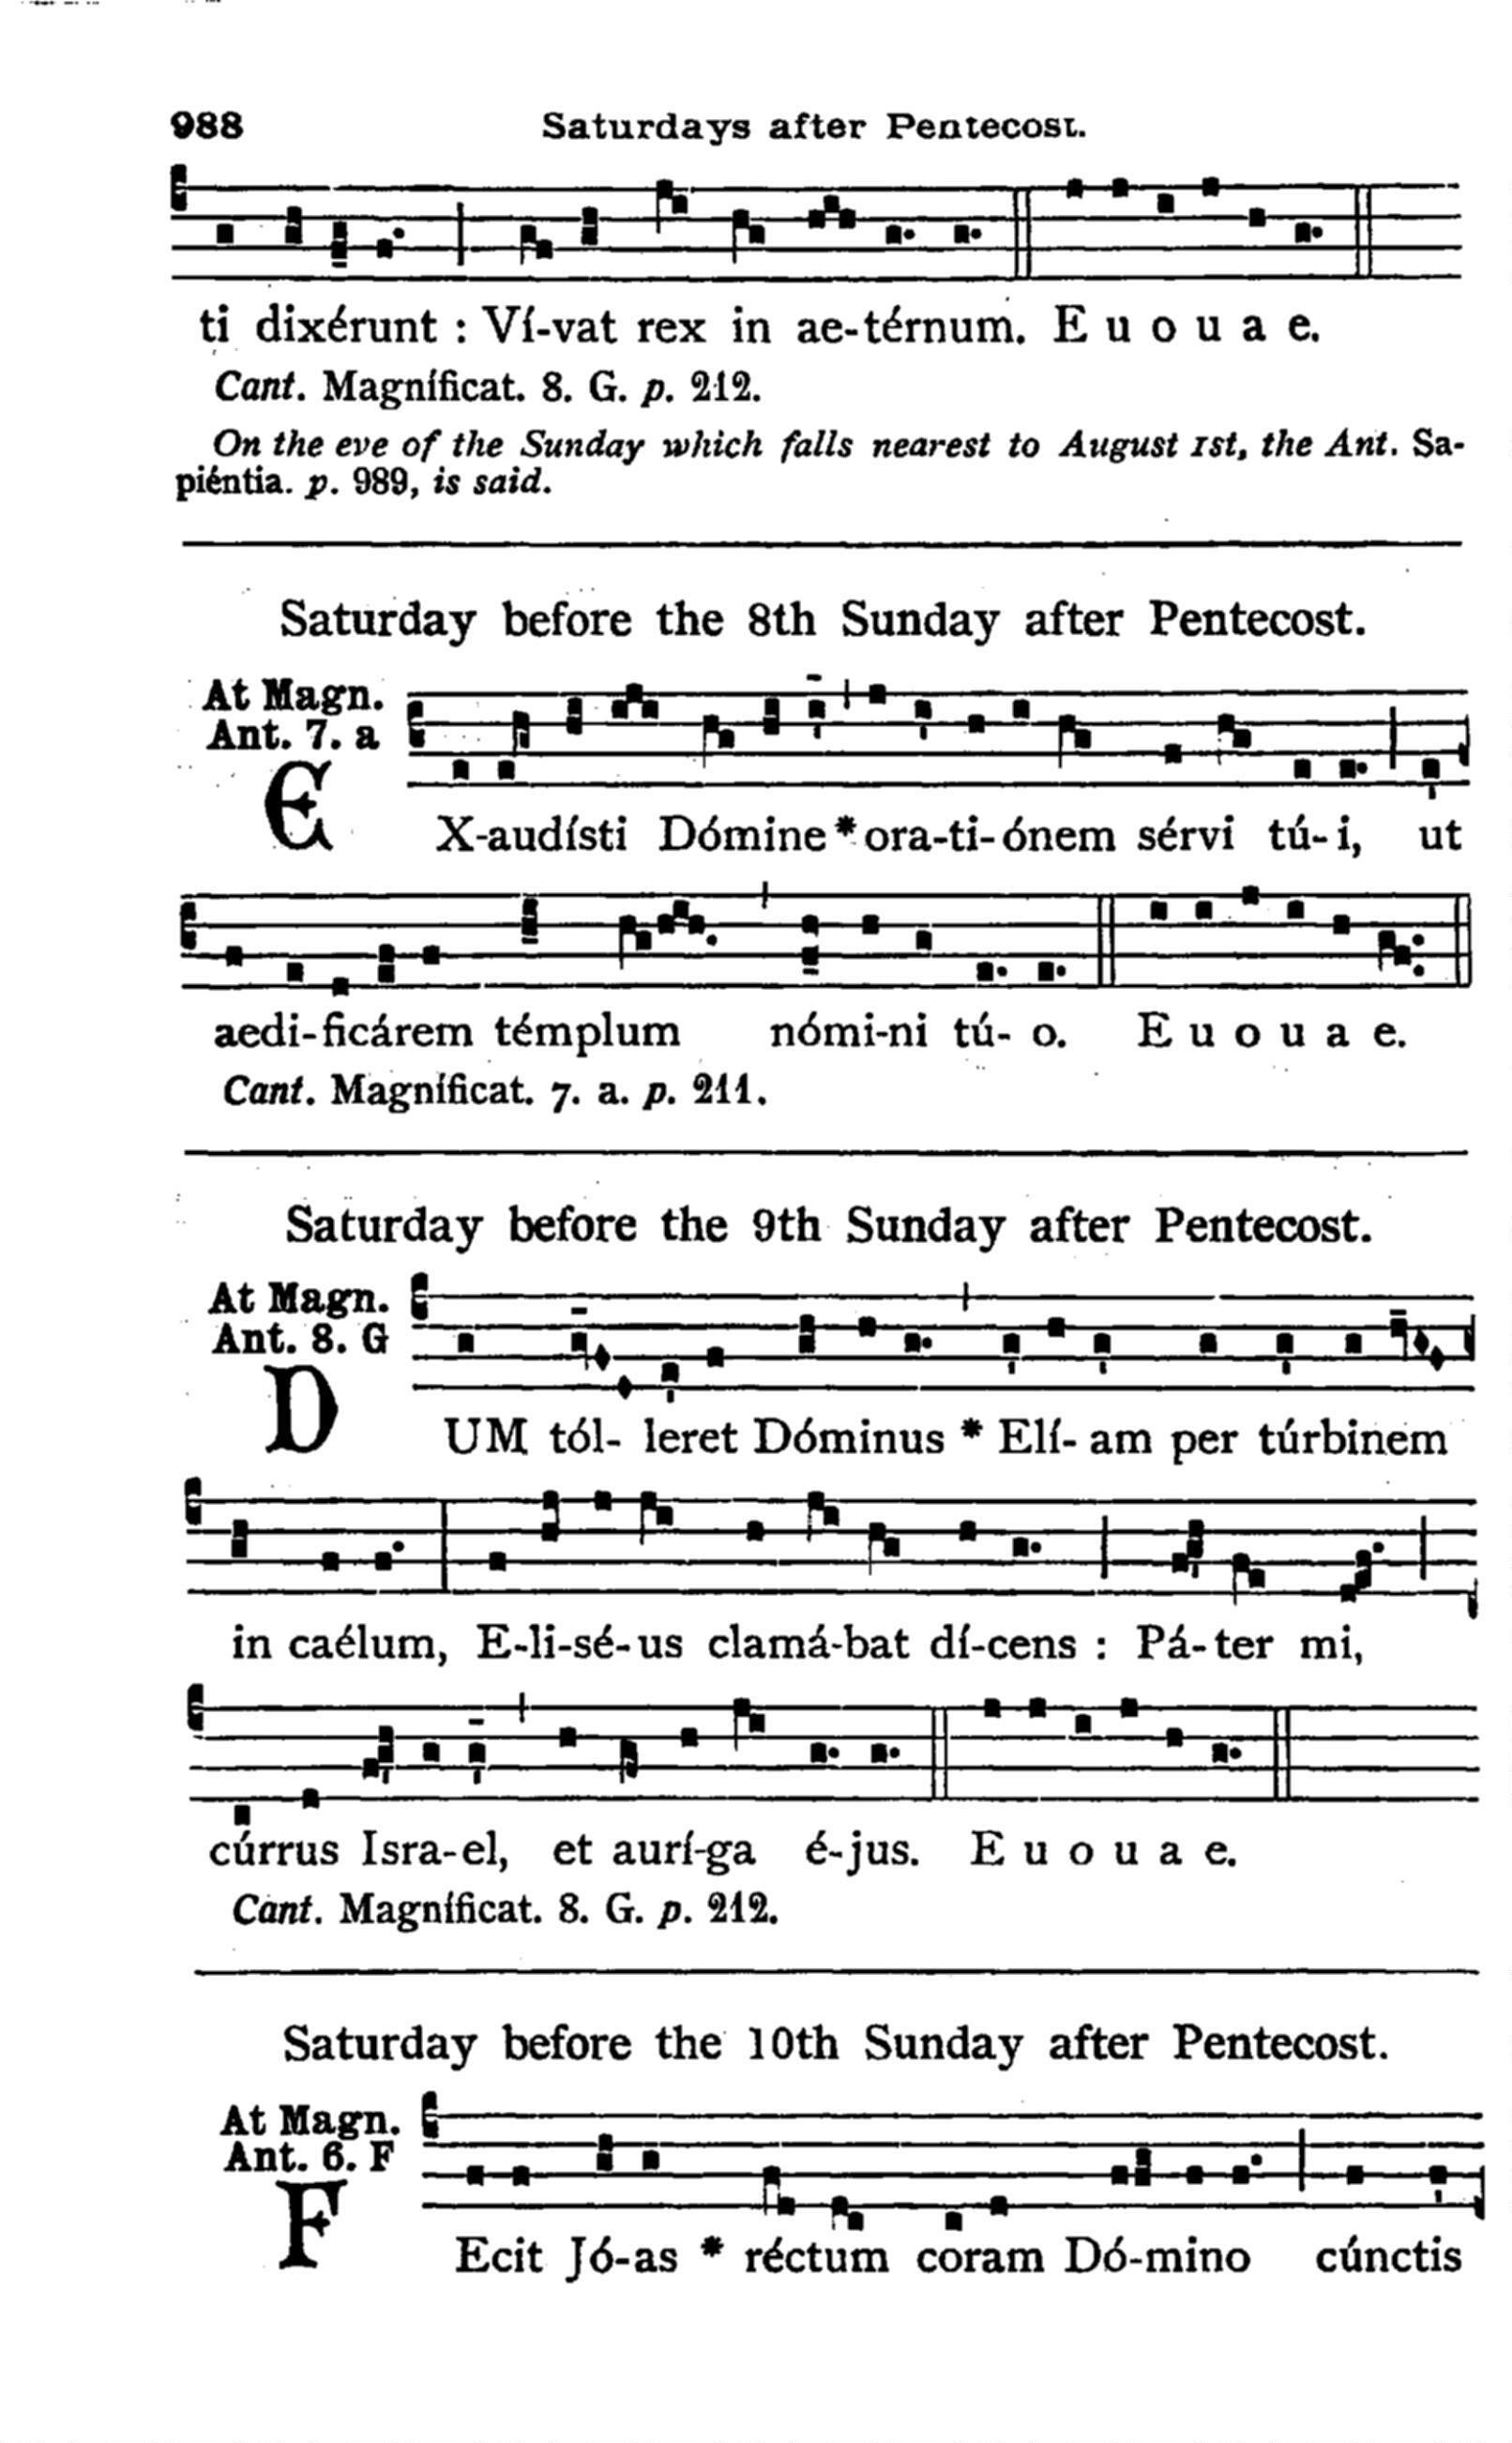 988 Saturdays after Pentecost.
ti dixérunt : Ví-vat rex in ae-térnum. E u o u a e.
Cant. Magníficat. 8. G. p. 212.
On the eve of the Sunday which falls nearest to August 1st, the Ant. Sa-
piéntia. p. 989, is said.
Saturday before the 8th Sunday after Pentecost.
At Magn.
Ant. 7. a
EX-audísti Dómine * ora-ti-ónem sérvi tú- i, ut
aedi-ficárem témplum nómi-ni tú- o. E u o u a e.
Cant. Magníficat. 7. a. p. 211.
Saturday before the 9th Sunday after Pentecost.
At Magn.
Ant. 8. G
DUM tól- leret Dóminus * Elí- am per túrbinem
in caélum, E-li-sé-us clamá-bat dí-cens : Pá-ter mi,
cúrrus Isra-el, et aurí-ga é-jus. E u o u a e.
Cant. Magníficat. 8. G. p. 212.
Saturday before the 10th Sunday after Pentecost.
At Magn.
Ant. 6. F
FEcit Jó-as * réctum coram Dó-mino cúnctis